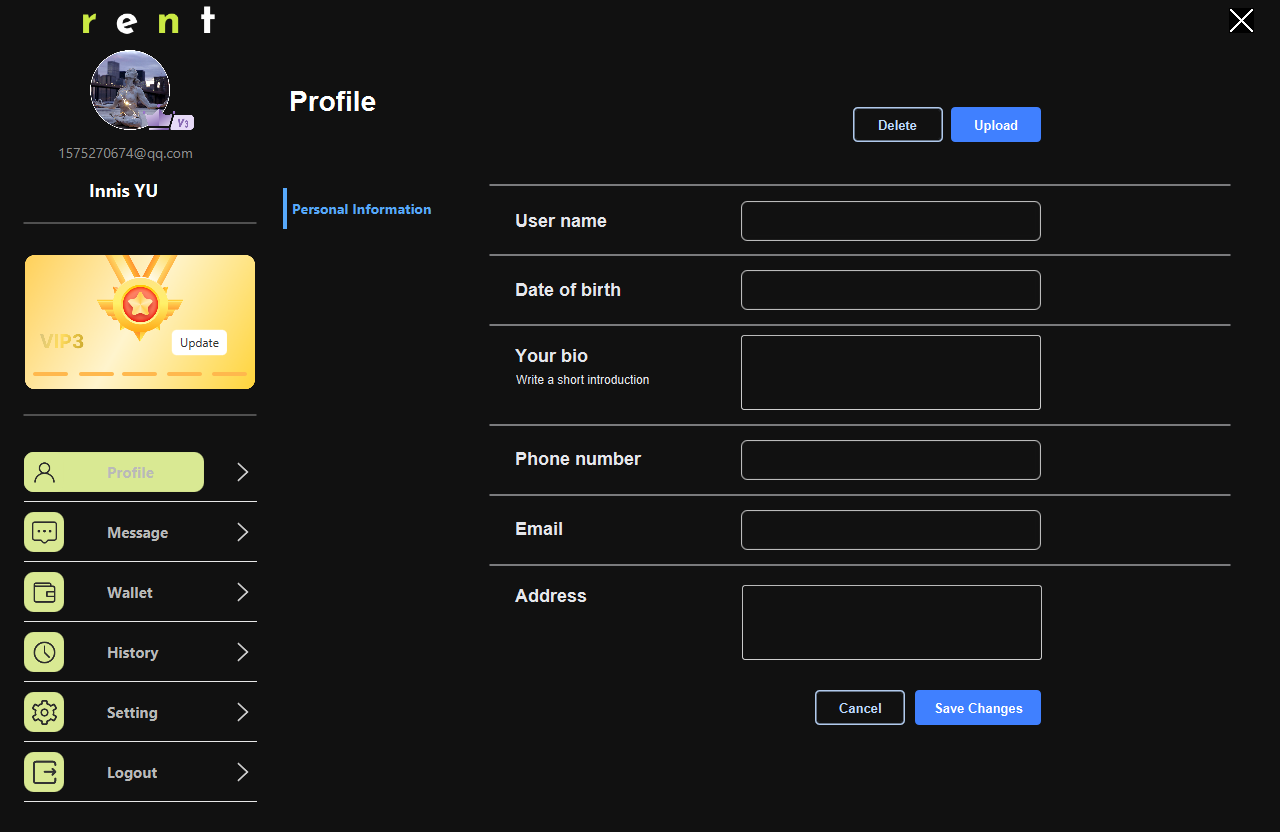 rent
V3
1575270674@qq.com
Innis YU
VIP3
Update
Profile
Message
Wallet
History
Setting
Logout
Profile
Delete
Upload
Personal Information
User name
Date of birth
Your bio
Write a short introduction
Phone number
Email
Address
Cancel
Save Changes